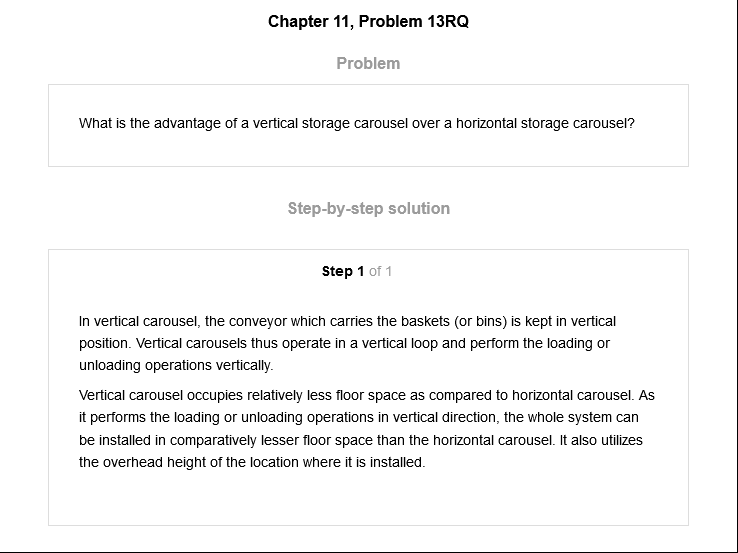 Chapter 11, Problem 13RQ
Problem
What is the advantage of a vertical storage carousel over a horizontal storage carousel?
Step-by-step solution
Step 1 of 1
In vertical carousel, the conveyor which carries the baskets (or bins) is kept in vertical
position. Vertical carousels thus operate in a vertical loop and perform the loading or
unloading operations vertically.
Vertical carousel occupies relatively less floor space as compared to horizontal carousel. As
it performs the loading or unloading operations in vertical direction, the whole system can
be installed in comparatively lesser floor space than the horizontal carousel. It also utilizes
the overhead height of the location where it is installed.